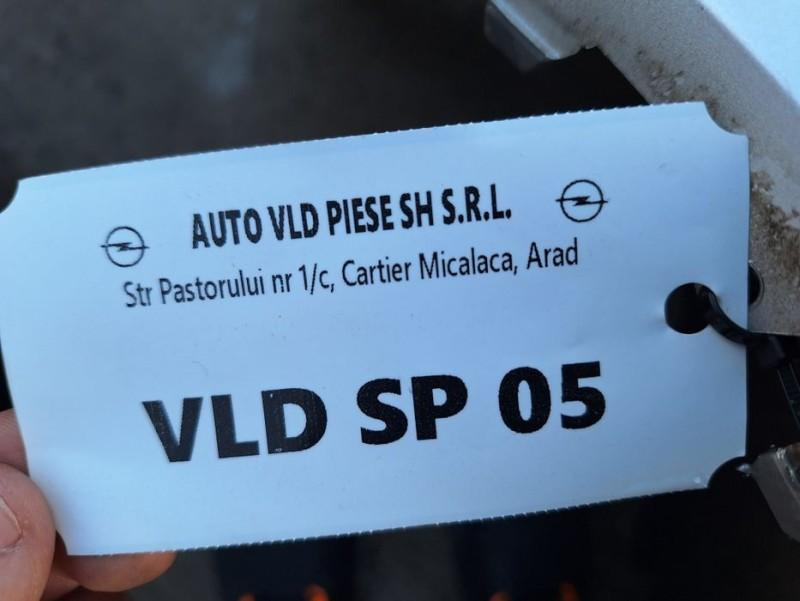 AUTO VLD PIESE SH S.R.L.
Str Pastorului nr 1/c, Cartier Micalaca, Arad
VLD SP 05